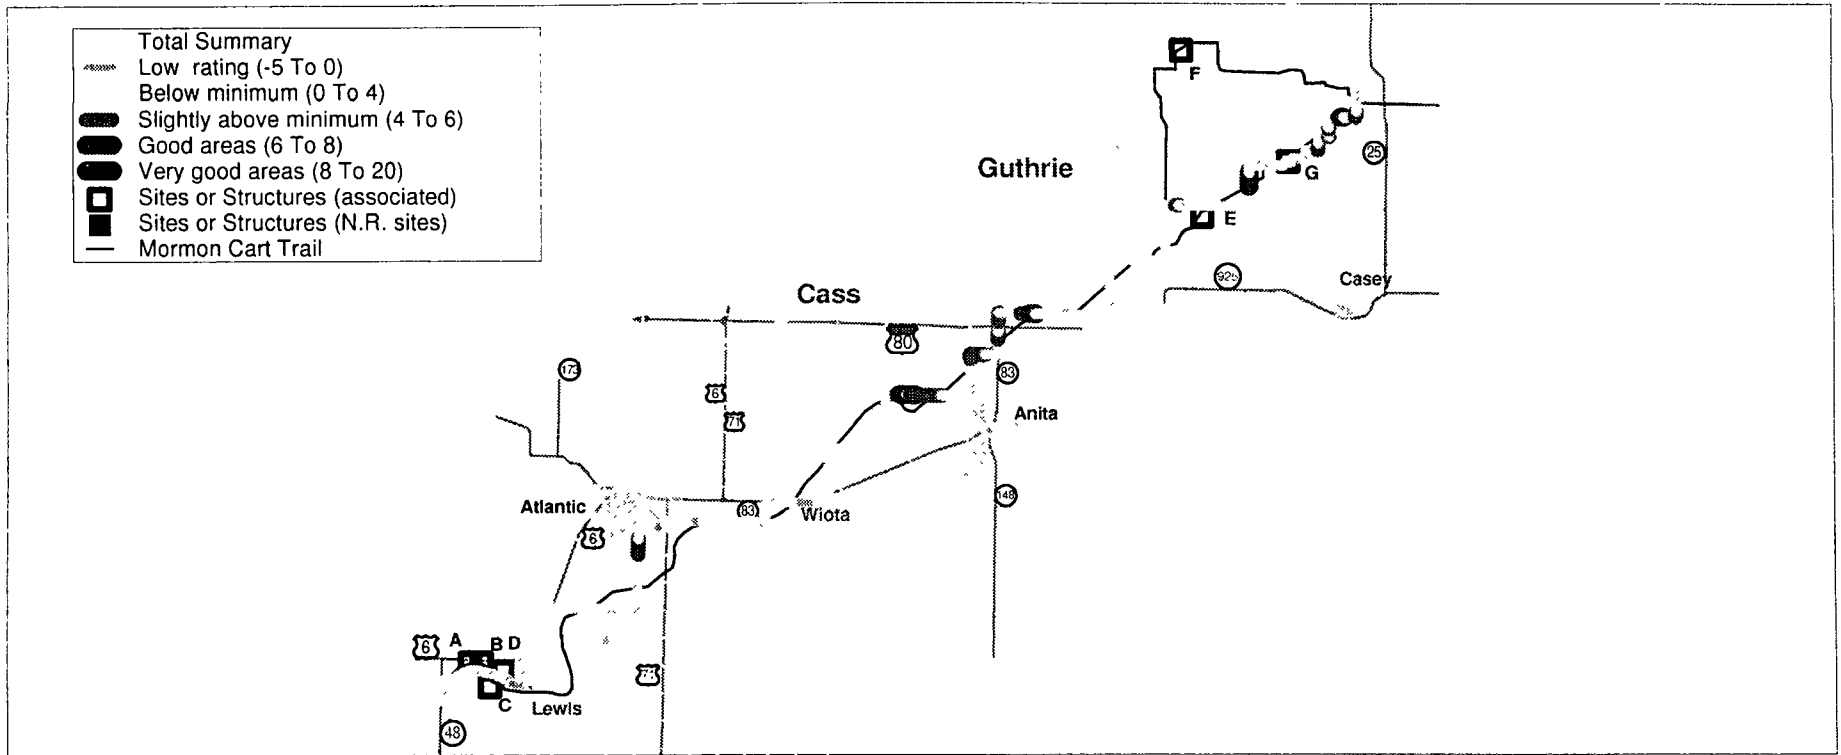 Total Summary
Low rating (-5 To 0)
Below minimum (0 To 4)
Slightly above minimum (4 To 6)
Good areas (6 To 8)
Very good areas (8 To 20)
Sites or Structures (associated)
Sites or Structures (N.R. sites)
Mormon Cart Trail
F
25
Guthrie
G
E
925
Casey
Cass
80
173
83
6
71
Anita
148
Atlantic
83
Wiota
6
6
A
B D
71
C
Lewis
48